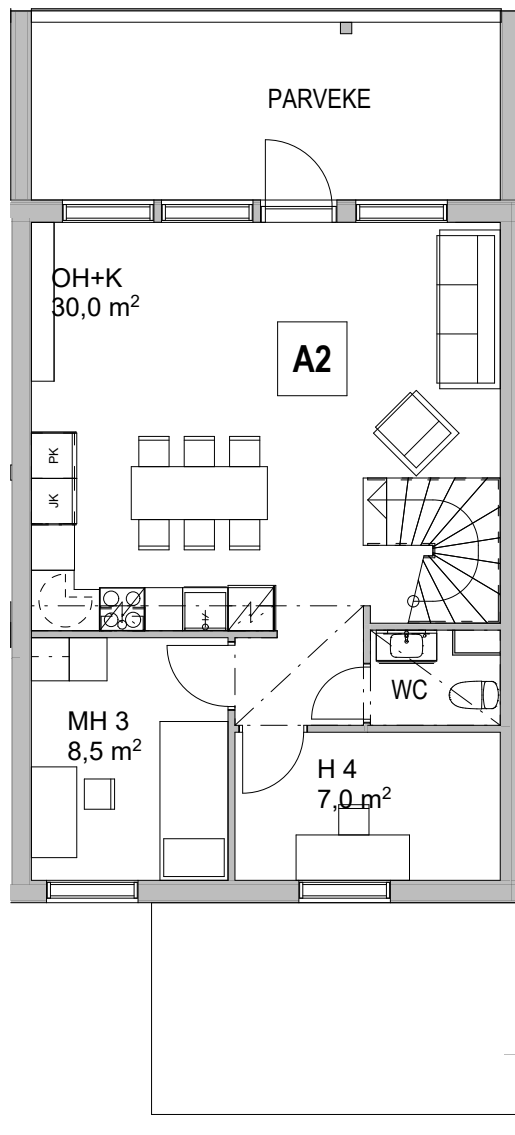 PARVEKE
OH+K
30,0 m²
A2
PK
JK
MH 3
8,5 m²
WC
H 4
7,0 m²